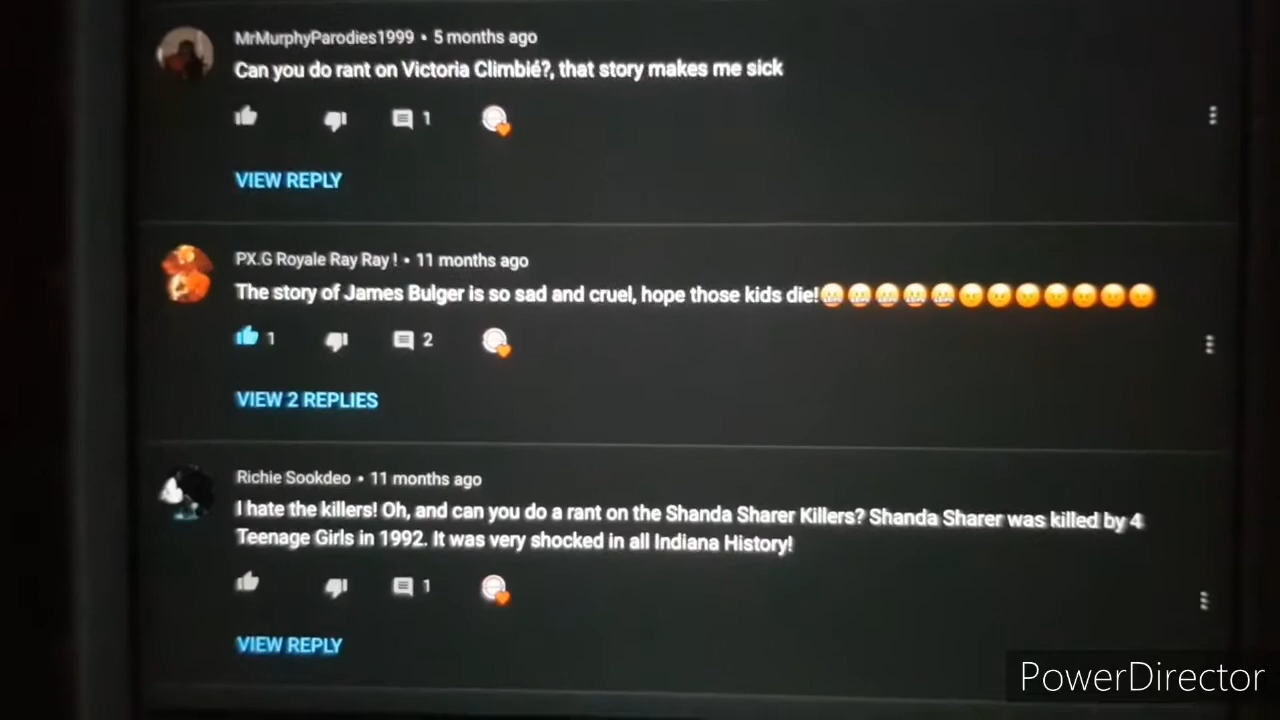 MrMurphyParodies1999 • 5 months ago
Can you do rant on Victoria Climbié?, that story makes me sick
1
VIEW REPLY
PX.G Royale Ray Ray ! • 11 months ago
The story of James Bulger is so sad and cruel, hope those kids die!😬😬😬😬😬😠😠😠😠😠😠😠
1
2
VIEW 2 REPLIES
Richie Sookdeo • 11 months ago
I hate the killers! Oh, and can you do a rant on the Shanda Sharer Killers? Shanda Sharer was killed by 4
Teenage Girls in 1992. It was very shocked in all Indiana History!
1
VIEW REPLY
PowerDirector